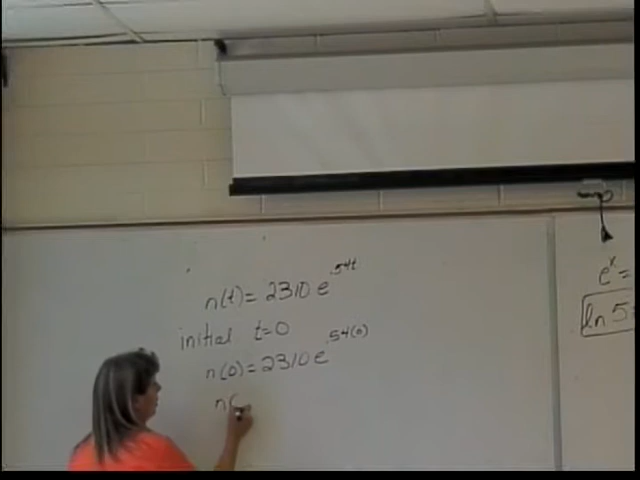 n(t) = 2310 e^.54t
initial t=0
n(0) = 2310 e^.54(0)
n(
e^x =
ln 5